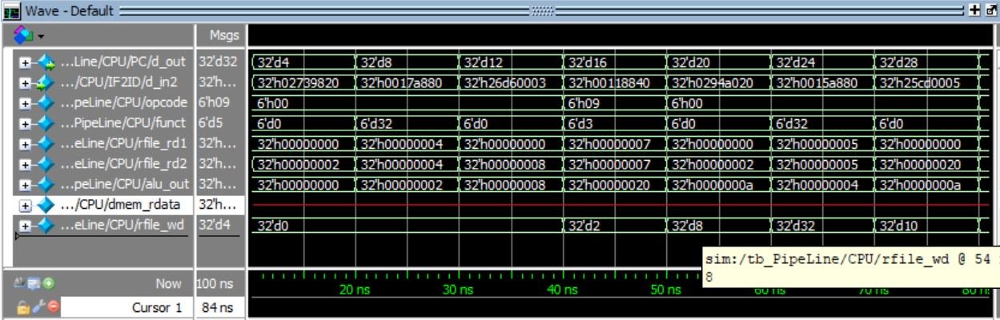 Wave - Default
Msgs
...Line/CPU/PC/d_out 32'd32 32'd4 32'd8 32'd12 32'd16 32'd20 32'd24 32'd28
.../CPU/IF2ID/d_in2 32'h... 32'h02739820 32'h0017a880 32'h26d60003 32'h00118840 32'h0294a020 32'h0015a880 32'h25cd0005
...peLine/CPU/opcode 6'h09 6'h00 6'h09 6'h00
...PipeLine/CPU/funct 6'd5 6'd0 6'd32 6'd0 6'd3 6'd0 6'd32 6'd0
...eLine/CPU/rfile_rd1 32'h... 32'h00000000 32'h00000004 32'h00000000 32'h00000007 32'h00000000 32'h00000005 32'h00000000
...eLine/CPU/rfile_rd2 32'h... 32'h00000002 32'h00000004 32'h00000008 32'h00000007 32'h00000002 32'h00000005 32'h00000020
...peLine/CPU/alu_out 32'h... 32'h00000000 32'h00000002 32'h00000008 32'h00000020 32'h0000000a 32'h00000004 32'h0000000a
.../CPU/dmem_rdata 32'h...
...eLine/CPU/rfile_wd 32'd4 32'd0 32'd2 32'd8 32'd32 32'd10
sim:/tb_PipeLine/CPU/rfile_wd @ 54
8
Now 100 ns
20 ns 30 ns 40 ns 50 ns
Cursor 1 84 ns